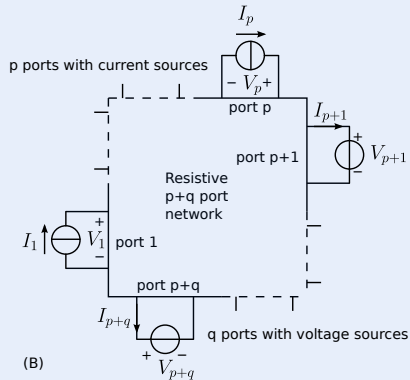 I_p
p ports with current sources
− V_p +
port p
I_{p+1}
port p+1
+
V_{p+1}
−
Resistive
p+q port
network
I_1
+
V_1
−
port 1
port p+q
I_{p+q}
q ports with voltage sources
+ −
V_{p+q}
(B)